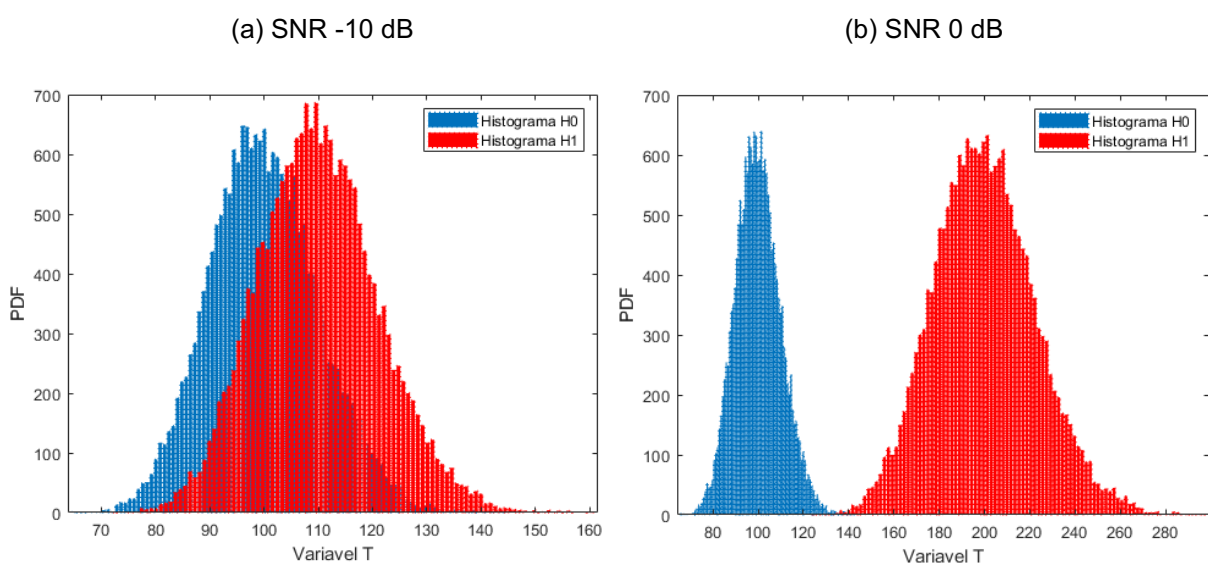 (a) SNR -10 dB
(b) SNR 0 dB
700
600
500
400
300
200
100
0
PDF
Histograma H0
Histograma H1
70 80 90 100 110 120 130 140 150 160
Variavel T
700
600
500
400
300
200
100
0
PDF
Histograma H0
Histograma H1
80 100 120 140 160 180 200 220 240 260 280
Variavel T